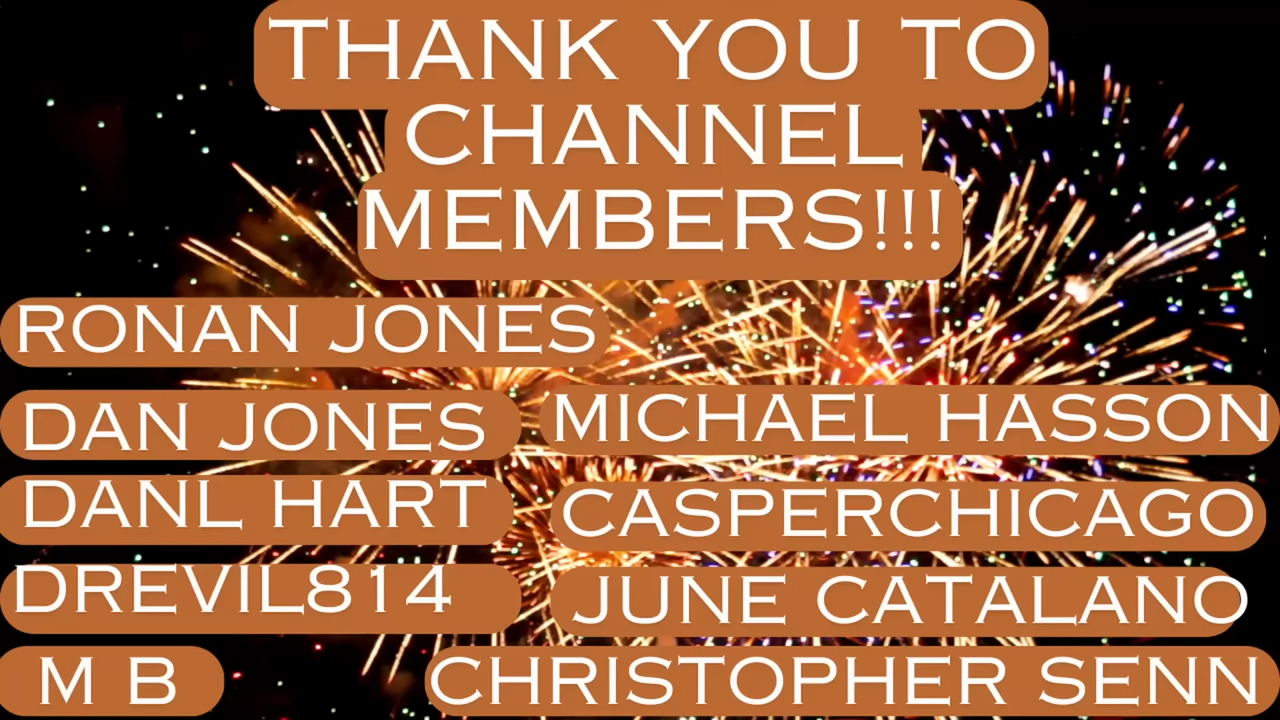 THANK YOU TO
CHANNEL
MEMBERS!!!
RONAN JONES
DAN JONES
MICHAEL HASSON
DANL HART
CASPERCHICAGO
DREVIL814
JUNE CATALANO
M B
CHRISTOPHER SENN